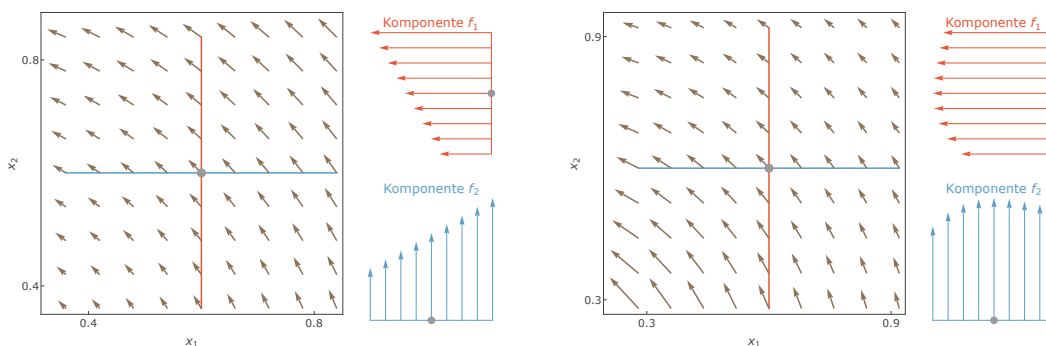 Komponente f₁
0.8
x₂
0.4
Komponente f₂
0.4
0.8
x₁
Komponente f₁
0.9
x₂
0.3
Komponente f₂
0.3
0.9
x₁